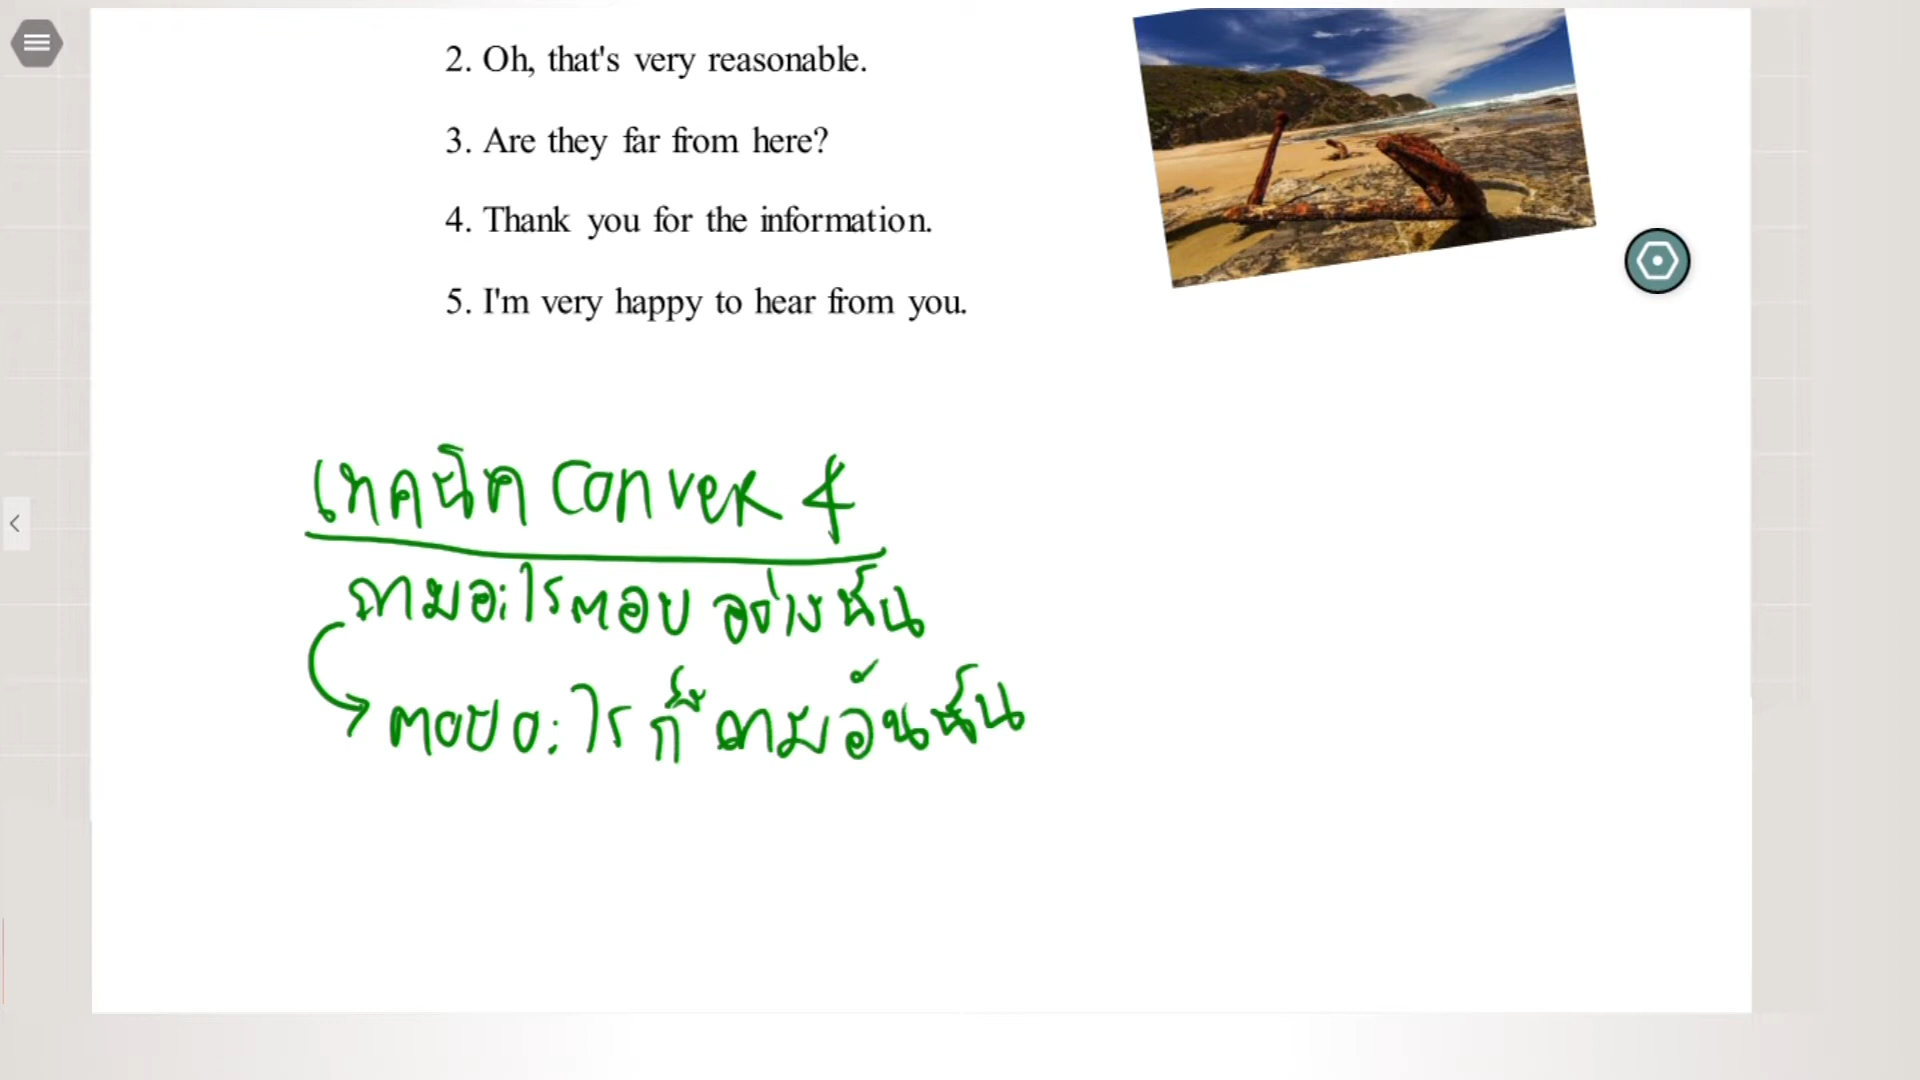 2. Oh, that's very reasonable.
3. Are they far from here?
4. Thank you for the information.
5. I'm very happy to hear from you.
เทคนิค Conver 4
ถามอะไรตอบ อย่างนั้น
ตอบอะไร ก็ถามอันนั้น